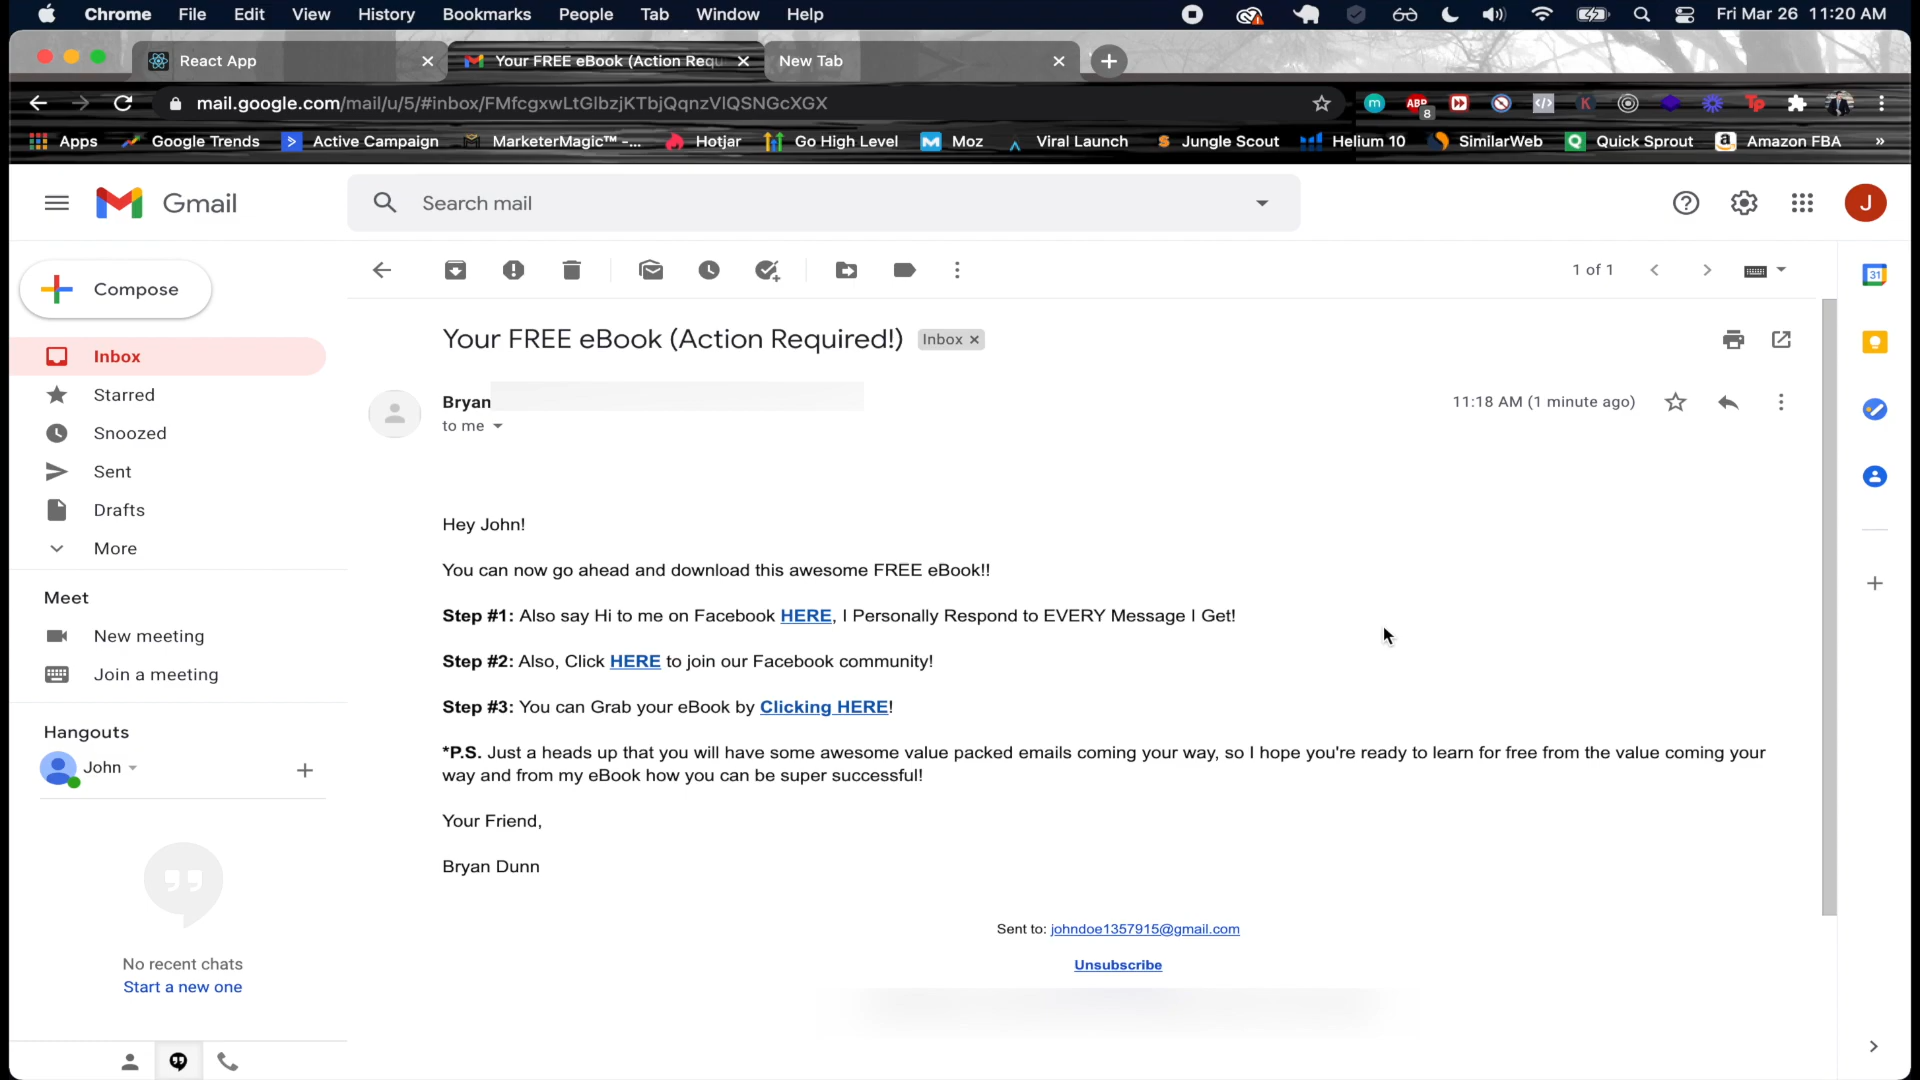 Chrome File Edit View History Bookmarks People Tab Window Help Fri Mar 26 11:20 AM
React App Your FREE eBook (Action Requ New Tab
mail.google.com/mail/u/5/#inbox/FMfcgxwLtGlbzjKTbjQqnzVlQSNGcXGX ABP 8 K Tp
Apps Google Trends Active Campaign MarketerMagic™ -... Hotjar Go High Level Moz Viral Launch Jungle Scout Helium 10 SimilarWeb Quick Sprout Amazon FBA »
Gmail Search mail J
Compose 1 of 1 31
Your FREE eBook (Action Required!) Inbox
Inbox
Starred
Snoozed
Sent
Drafts
More
Bryan 11:18 AM (1 minute ago)
to me
Hey John!
You can now go ahead and download this awesome FREE eBook!!
Step #1: Also say Hi to me on Facebook HERE, I Personally Respond to EVERY Message I Get!
Step #2: Also, Click HERE to join our Facebook community!
Step #3: You can Grab your eBook by Clicking HERE!
*P.S. Just a heads up that you will have some awesome value packed emails coming your way, so I hope you're ready to learn for free from the value coming your
way and from my eBook how you can be super successful!
Your Friend,
Bryan Dunn
Sent to: johndoe1357915@gmail.com
Unsubscribe
Meet
New meeting
Join a meeting
Hangouts
John
No recent chats
Start a new one